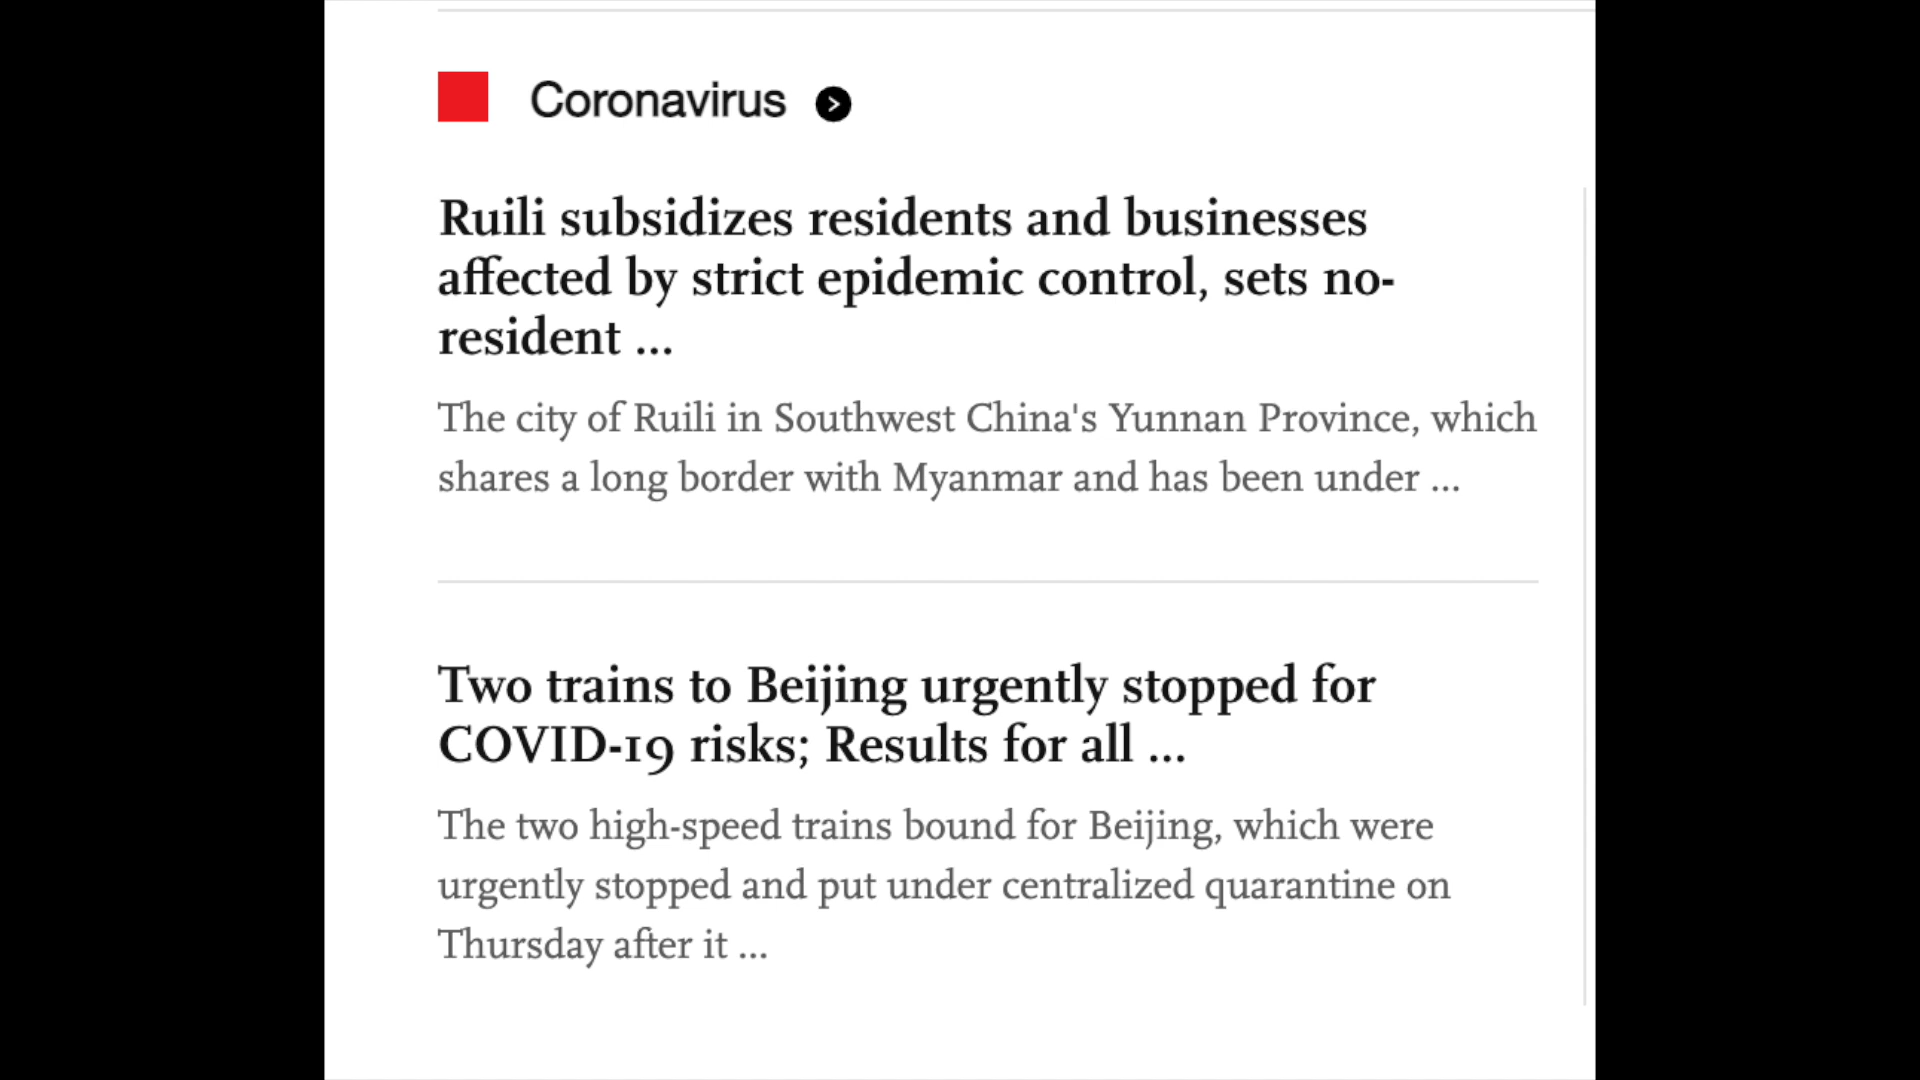 Coronavirus
Ruili subsidizes residents and businesses
affected by strict epidemic control, sets no-
resident ...
The city of Ruili in Southwest China's Yunnan Province, which
shares a long border with Myanmar and has been under ...
Two trains to Beijing urgently stopped for
COVID-19 risks; Results for all ...
The two high-speed trains bound for Beijing, which were
urgently stopped and put under centralized quarantine on
Thursday after it ...